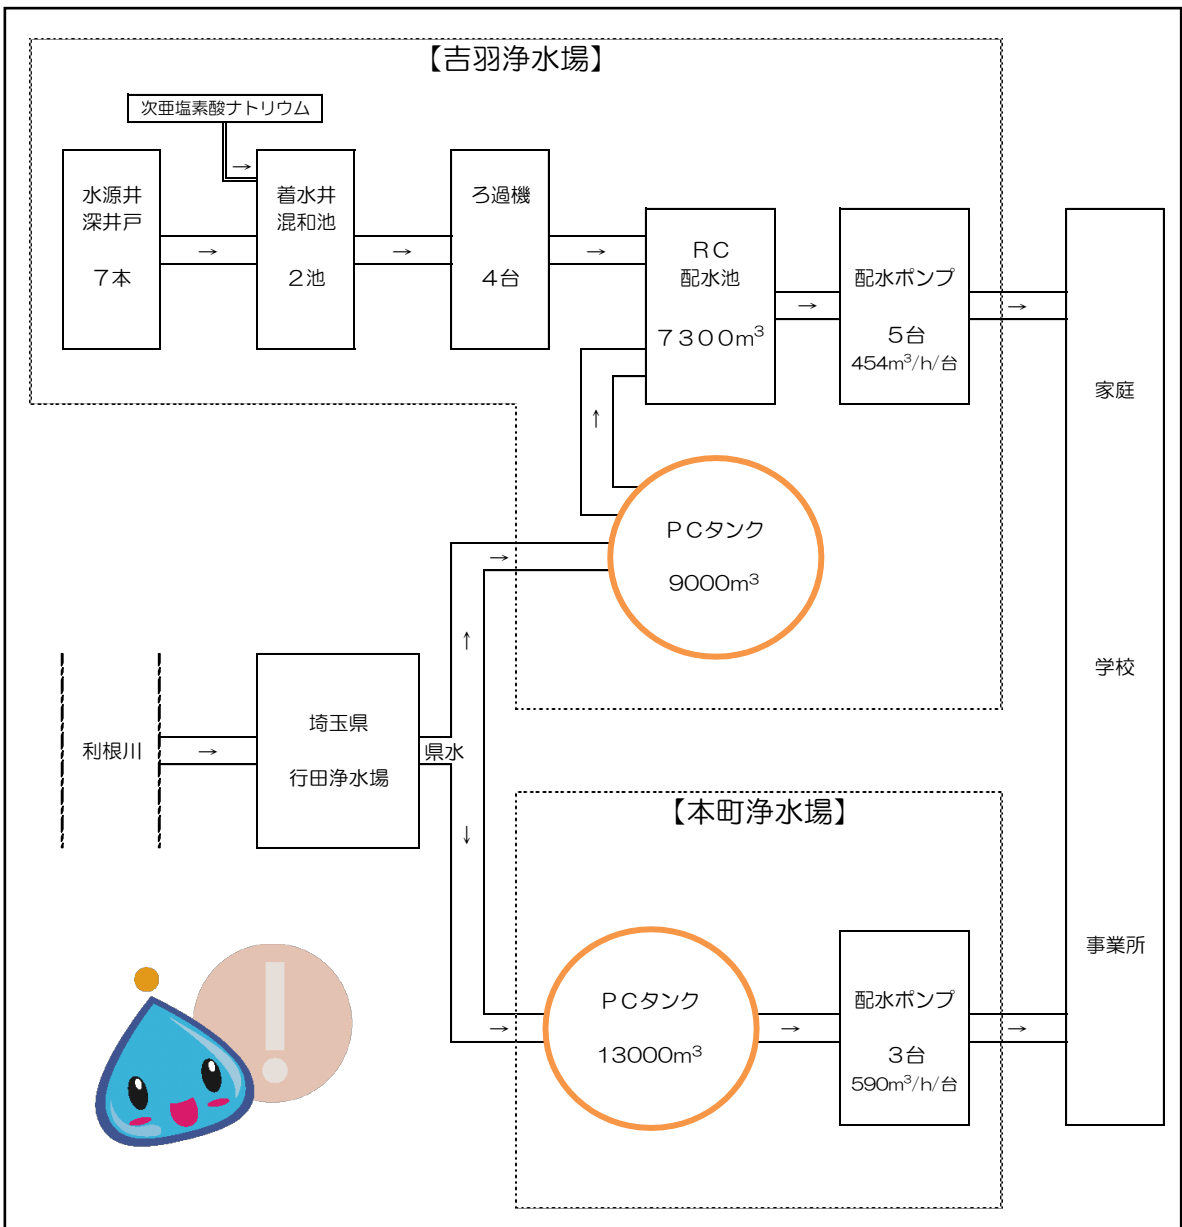 【吉羽浄水場】
次亜塩素酸ナトリウム
→
水源井
深井戸
7本
→
着水井
混和池
2池
→
ろ過機
4台
→
RC
配水池
7300m³
→
配水ポンプ
5台
454m³/h/台
→
家庭
学校
事業所
↑
PCタンク
9000m³
→
↑
利根川
→
埼玉県
行田浄水場
県水
↓
【本町浄水場】
→
PCタンク
13000m³
→
配水ポンプ
3台
590m³/h/台
→
!